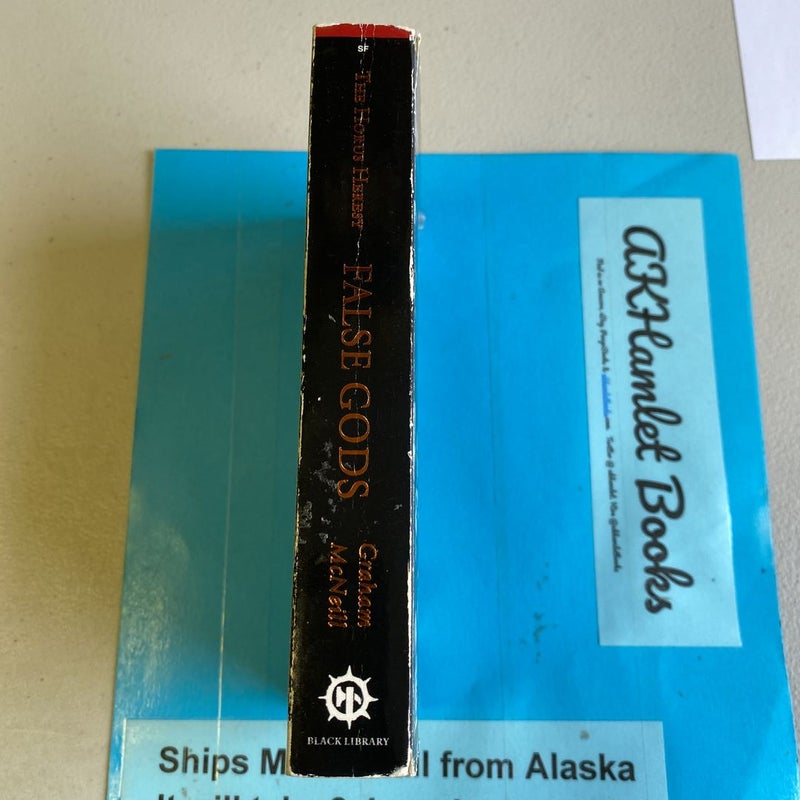 SF
THE HORUS HERESY
FALSE GODS
Graham
McNeill
BLACK LIBRARY
AKHamlet Books
Ships M
l from Alaska